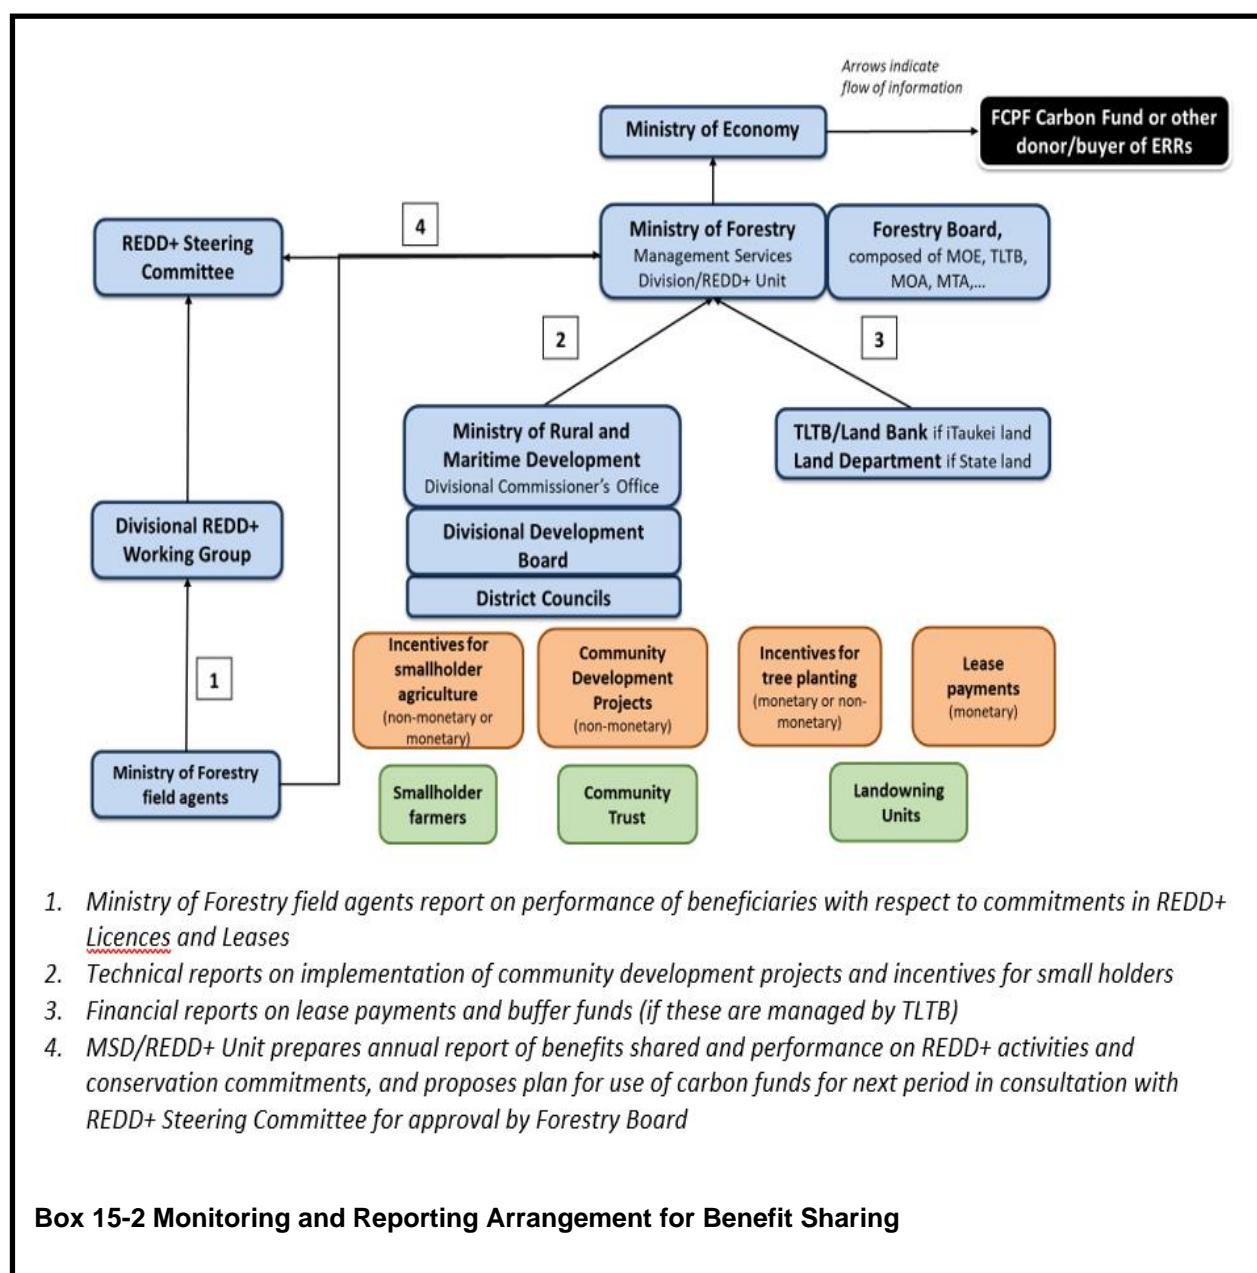 Arrows indicate
flow of information
Ministry of Economy
FCPF Carbon Fund or other
donor/buyer of ERRs
4
REDD+ Steering
Committee
Ministry of Forestry
Management Services
Division/REDD+ Unit
Forestry Board,
composed of MOE, TLTB,
MOA, MTA,...
2
3
Ministry of Rural and
Maritime Development
Divisional Commissioner's Office
TLTB/Land Bank if iTaukei land
Land Department if State land
Divisional REDD+
Working Group
Divisional Development
Board
District Councils
1
Incentives for
smallholder
agriculture
(non-monetary or
monetary)
Community
Development
Projects
(non-monetary)
Incentives for
tree planting
(monetary or non-
monetary)
Lease
payments
(monetary)
Ministry of Forestry
field agents
Smallholder
farmers
Community
Trust
Landowning
Units
1. Ministry of Forestry field agents report on performance of beneficiaries with respect to commitments in REDD+
Licences and Leases
2. Technical reports on implementation of community development projects and incentives for small holders
3. Financial reports on lease payments and buffer funds (if these are managed by TLTB)
4. MSD/REDD+ Unit prepares annual report of benefits shared and performance on REDD+ activities and
conservation commitments, and proposes plan for use of carbon funds for next period in consultation with
REDD+ Steering Committee for approval by Forestry Board
Box 15-2 Monitoring and Reporting Arrangement for Benefit Sharing